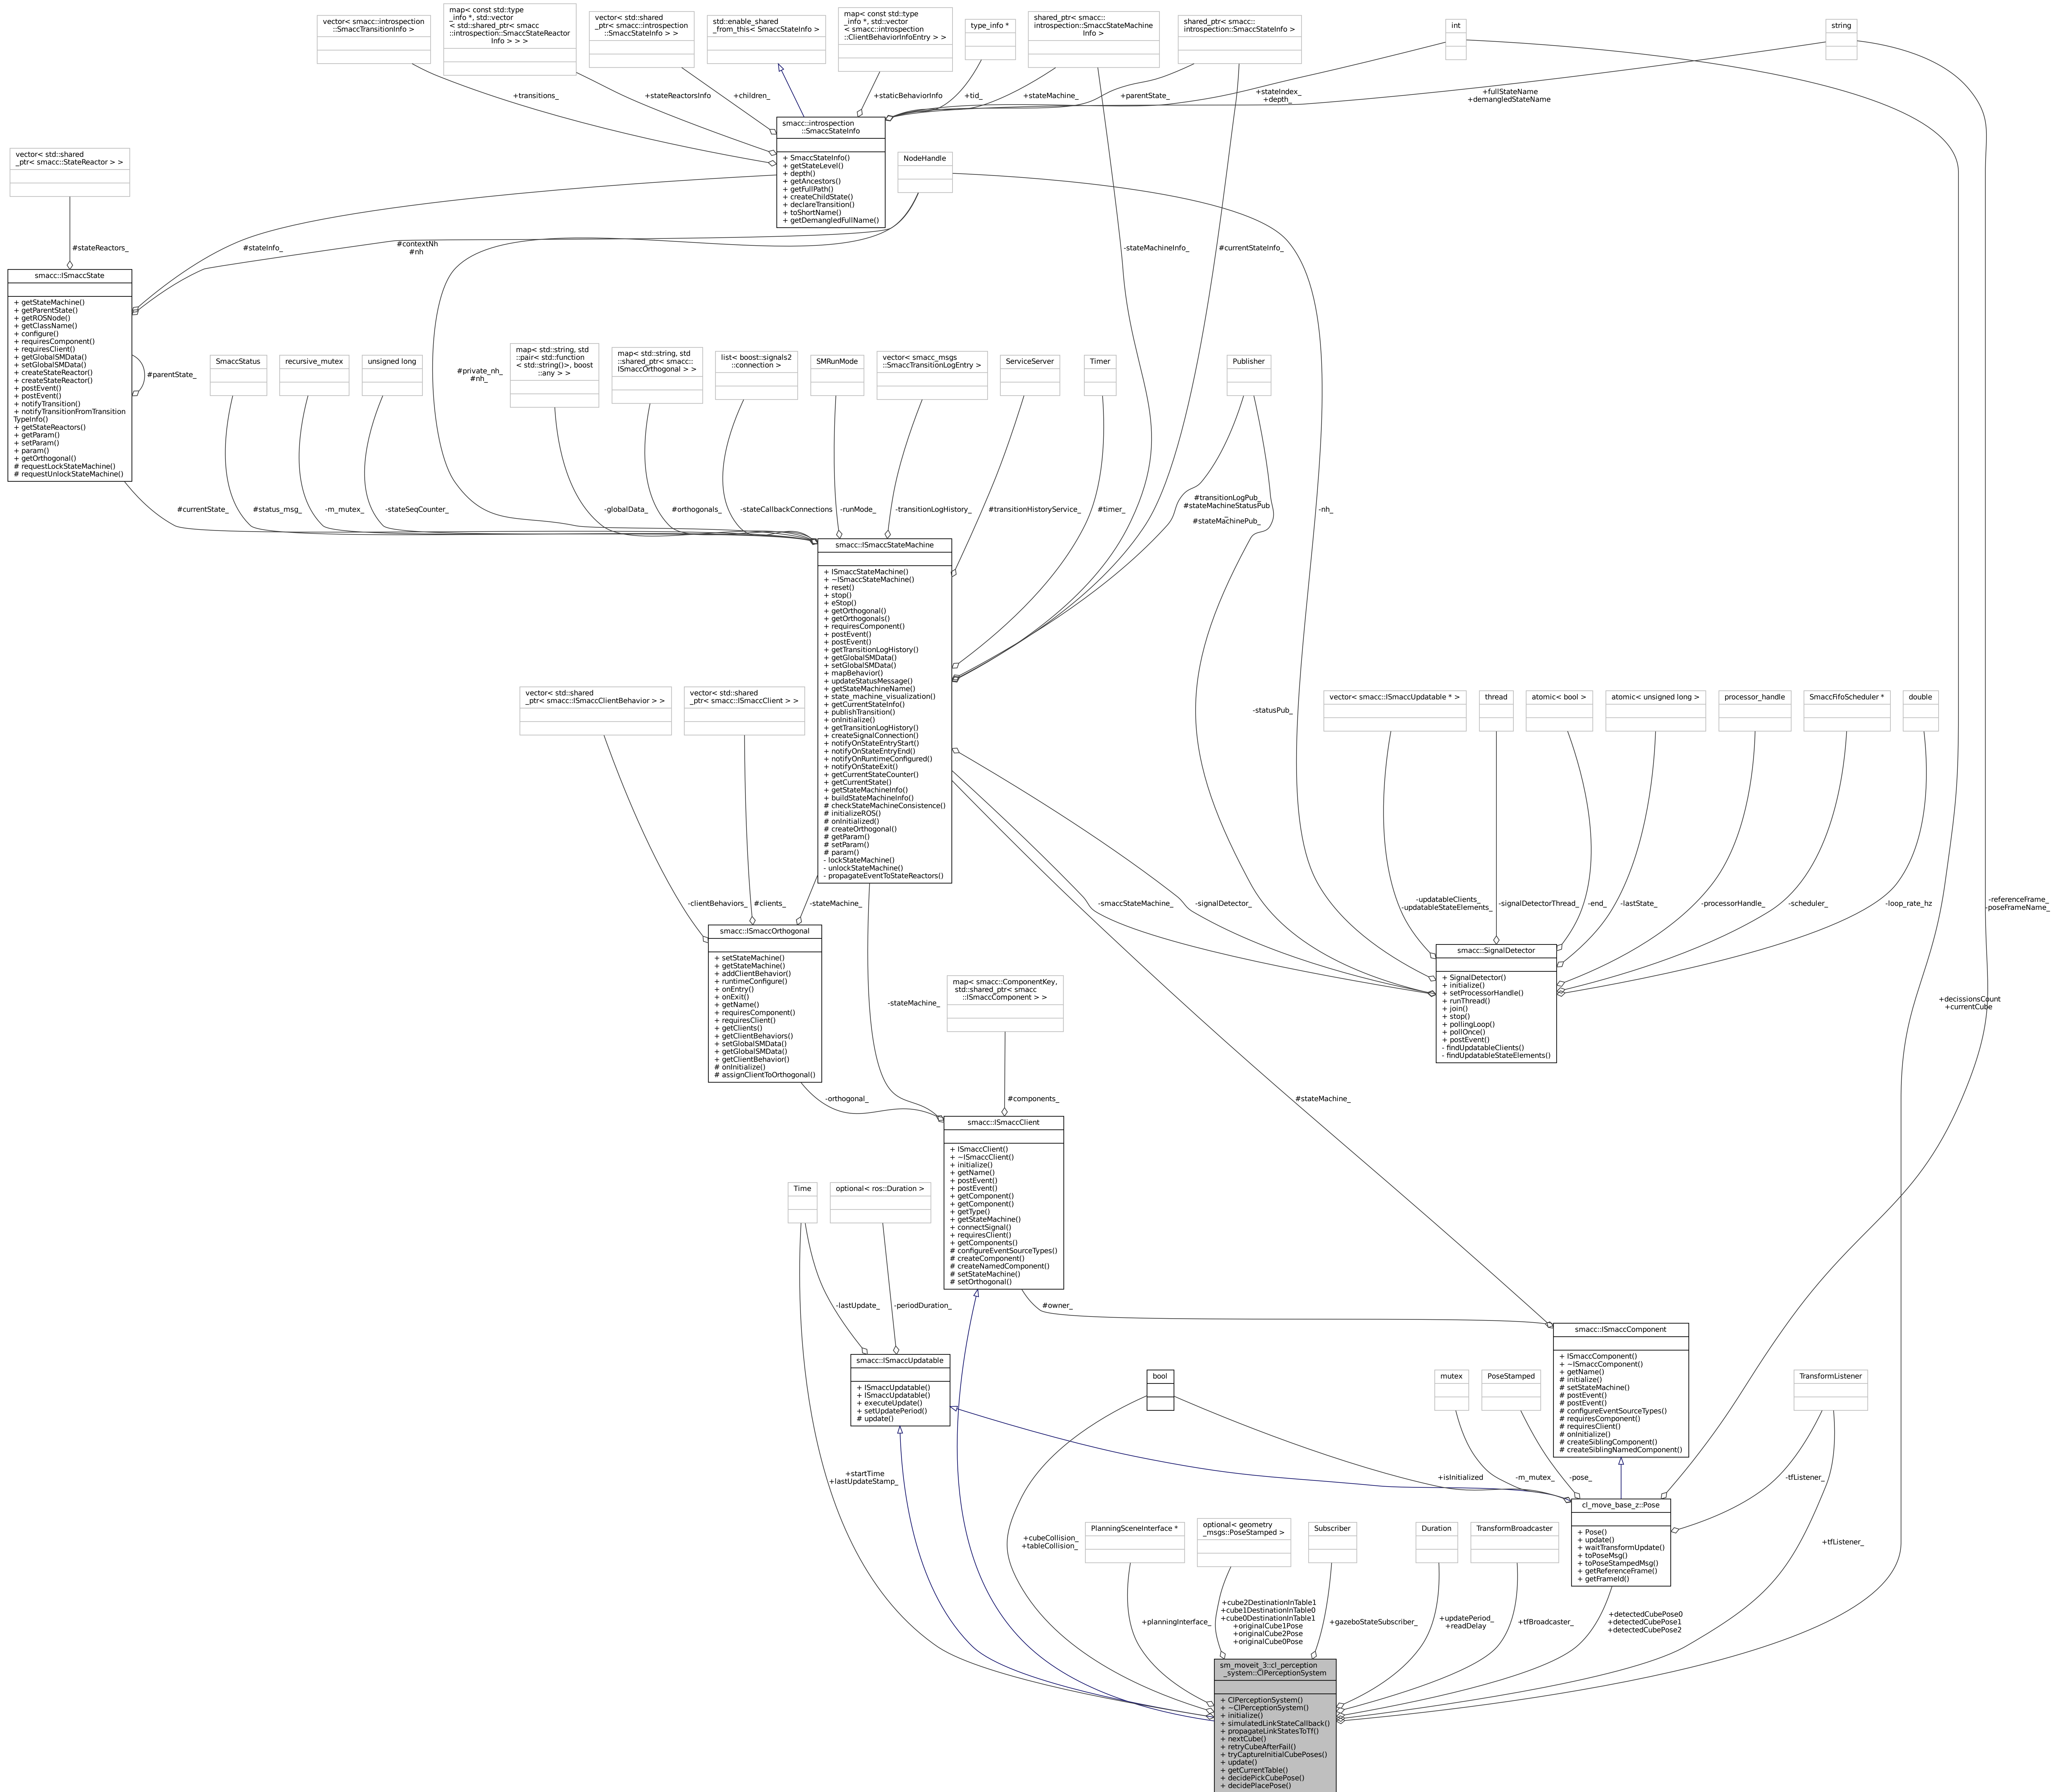 vector< smacc::introspection
::SmaccTransitionInfo >
map< const std::type
_info *, std::vector
< std::shared_ptr< smacc
::introspection::SmaccStateReactor
Info > > >
vector< std::shared
_ptr< smacc::introspection
::SmaccStateInfo > >
std::enable_shared
_from_this< SmaccStateInfo >
map< const std::type
_info *, std::vector
< smacc::introspection
::ClientBehaviorInfoEntry > >
type_info *
shared_ptr< smacc::
introspection::SmaccStateMachine
Info >
shared_ptr< smacc::
introspection::SmaccStateInfo >
int
string
+transitions_
+stateReactorsInfo
+children_
+staticBehaviorInfo
+tid_
+stateMachine_
+parentState_
+stateIndex_
+depth_
+fullStateName
+demangledStateName
smacc::introspection
::SmaccStateInfo
+ SmaccStateInfo()
+ getStateLevel()
+ depth()
+ getAncestors()
+ getFullPath()
+ createChildState()
+ declareTransition()
+ toShortName()
+ getDemangledFullName()
NodeHandle
vector< std::shared
_ptr< smacc::StateReactor > >
#stateReactors_
#stateInfo_
#contextNh
#nh
-stateMachineInfo_
#currentStateInfo_
smacc::ISmaccState
+ getStateMachine()
+ getParentState()
+ getROSNode()
+ getClassName()
+ configure()
+ requiresComponent()
+ requiresClient()
+ getGlobalSMData()
+ setGlobalSMData()
+ createStateReactor()
+ createStateReactor()
+ postEvent()
+ postEvent()
+ notifyTransition()
+ notifyTransitionFromTransition
TypeInfo()
+ getStateReactors()
+ getParam()
+ setParam()
+ param()
+ getOrthogonal()
# requestLockStateMachine()
# requestUnlockStateMachine()
#parentState_
SmaccStatus
recursive_mutex
unsigned long
#private_nh_
#nh_
map< std::string, std
::pair< std::function
< std::string()>, boost
::any > >
map< std::string, std
::shared_ptr< smacc::
ISmaccOrthogonal > >
list< boost::signals2
::connection >
SMRunMode
vector< smacc_msgs
::SmaccTransitionLogEntry >
ServiceServer
Timer
Publisher
#currentState_
#status_msg_
-m_mutex_
-stateSeqCounter_
-globalData_
#orthogonals_
-stateCallbackConnections
-runMode_
-transitionLogHistory_
#transitionHistoryService_
#timer_
#transitionLogPub_
#stateMachineStatusPub
_
#stateMachinePub_
-nh_
smacc::ISmaccStateMachine
+ ISmaccStateMachine()
+ ~ISmaccStateMachine()
+ reset()
+ stop()
+ eStop()
+ getOrthogonal()
+ getOrthogonals()
+ requiresComponent()
+ postEvent()
+ postEvent()
+ getTransitionLogHistory()
+ getGlobalSMData()
+ setGlobalSMData()
+ mapBehavior()
+ updateStatusMessage()
+ getStateMachineName()
+ state_machine_visualization()
+ getCurrentStateInfo()
+ publishTransition()
+ onInitialize()
+ getTransitionLogHistory()
+ createSignalConnection()
+ notifyOnStateEntryStart()
+ notifyOnStateEntryEnd()
+ notifyOnRuntimeConfigured()
+ notifyOnStateExit()
+ getCurrentStateCounter()
+ getCurrentState()
+ getStateMachineInfo()
+ buildStateMachineInfo()
# checkStateMachineConsistence()
# initializeROS()
# onInitialized()
# createOrthogonal()
# getParam()
# setParam()
# param()
- lockStateMachine()
- unlockStateMachine()
- propagateEventToStateReactors()
vector< std::shared
_ptr< smacc::ISmaccClientBehavior > >
vector< std::shared
_ptr< smacc::ISmaccClient > >
-statusPub_
vector< smacc::ISmaccUpdatable * >
thread
atomic< bool >
atomic< unsigned long >
processor_handle
SmaccFifoScheduler *
double
-clientBehaviors_
#clients_
-stateMachine_
-smaccStateMachine_
-signalDetector_
-updatableClients_
-updatableStateElements_
-signalDetectorThread_
-end_
-lastState_
-processorHandle_
-scheduler_
-loop_rate_hz
-referenceFrame_
-poseFrameName_
smacc::ISmaccOrthogonal
+ setStateMachine()
+ getStateMachine()
+ addClientBehavior()
+ runtimeConfigure()
+ onEntry()
+ onExit()
+ getName()
+ requiresComponent()
+ requiresClient()
+ getClients()
+ getClientBehaviors()
+ setGlobalSMData()
+ getGlobalSMData()
+ getClientBehavior()
# onInitialize()
# assignClientToOrthogonal()
smacc::SignalDetector
+ SignalDetector()
+ initialize()
+ setProcessorHandle()
+ runThread()
+ join()
+ stop()
+ pollingLoop()
+ pollOnce()
+ postEvent()
- findUpdatableClients()
- findUpdatableStateElements()
-stateMachine_
map< smacc::ComponentKey,
std::shared_ptr< smacc
::ISmaccComponent > >
+decissionsCount
+currentCube
-orthogonal_
#components_
#stateMachine_
smacc::ISmaccClient
+ ISmaccClient()
+ ~ISmaccClient()
+ initialize()
+ getName()
+ postEvent()
+ postEvent()
+ getComponent()
+ getComponent()
+ getType()
+ getStateMachine()
+ connectSignal()
+ requiresClient()
+ getComponents()
# configureEventSourceTypes()
# createComponent()
# createNamedComponent()
# setStateMachine()
# setOrthogonal()
Time
optional< ros::Duration >
-lastUpdate_
-periodDuration_
#owner_
smacc::ISmaccUpdatable
+ ISmaccUpdatable()
+ ISmaccUpdatable()
+ executeUpdate()
+ setUpdatePeriod()
# update()
smacc::ISmaccComponent
+ ISmaccComponent()
+ ~ISmaccComponent()
+ getName()
# initialize()
# setStateMachine()
# postEvent()
# postEvent()
# configureEventSourceTypes()
# requiresComponent()
# requiresClient()
# onInitialize()
# createSiblingComponent()
# createSiblingNamedComponent()
bool
mutex
PoseStamped
TransformListener
+startTime
+lastUpdateStamp_
+isInitialized
-m_mutex_
-pose_
-tfListener_
cl_move_base_z::Pose
+ Pose()
+ update()
+ waitTransformUpdate()
+ toPoseMsg()
+ toPoseStampedMsg()
+ getReferenceFrame()
+ getFrameId()
+cubeCollision_
+tableCollision_
PlanningSceneInterface *
optional< geometry
_msgs::PoseStamped >
Subscriber
Duration
TransformBroadcaster
+tfListener_
+planningInterface_
+cube2DestinationInTable1
+cube1DestinationInTable0
+cube0DestinationInTable1
+originalCube1Pose
+originalCube2Pose
+originalCube0Pose
+gazeboStateSubscriber_
+updatePeriod_
+readDelay
+tfBroadcaster_
+detectedCubePose0
+detectedCubePose1
+detectedCubePose2
sm_moveit_3::cl_perception
_system::ClPerceptionSystem
+ ClPerceptionSystem()
+ ~ClPerceptionSystem()
+ initialize()
+ simulatedLinkStateCallback()
+ propagateLinkStatesToTf()
+ nextCube()
+ retryCubeAfterFail()
+ tryCaptureInitialCubePoses()
+ update()
+ getCurrentTable()
+ decidePickCubePose()
+ decidePlacePose()